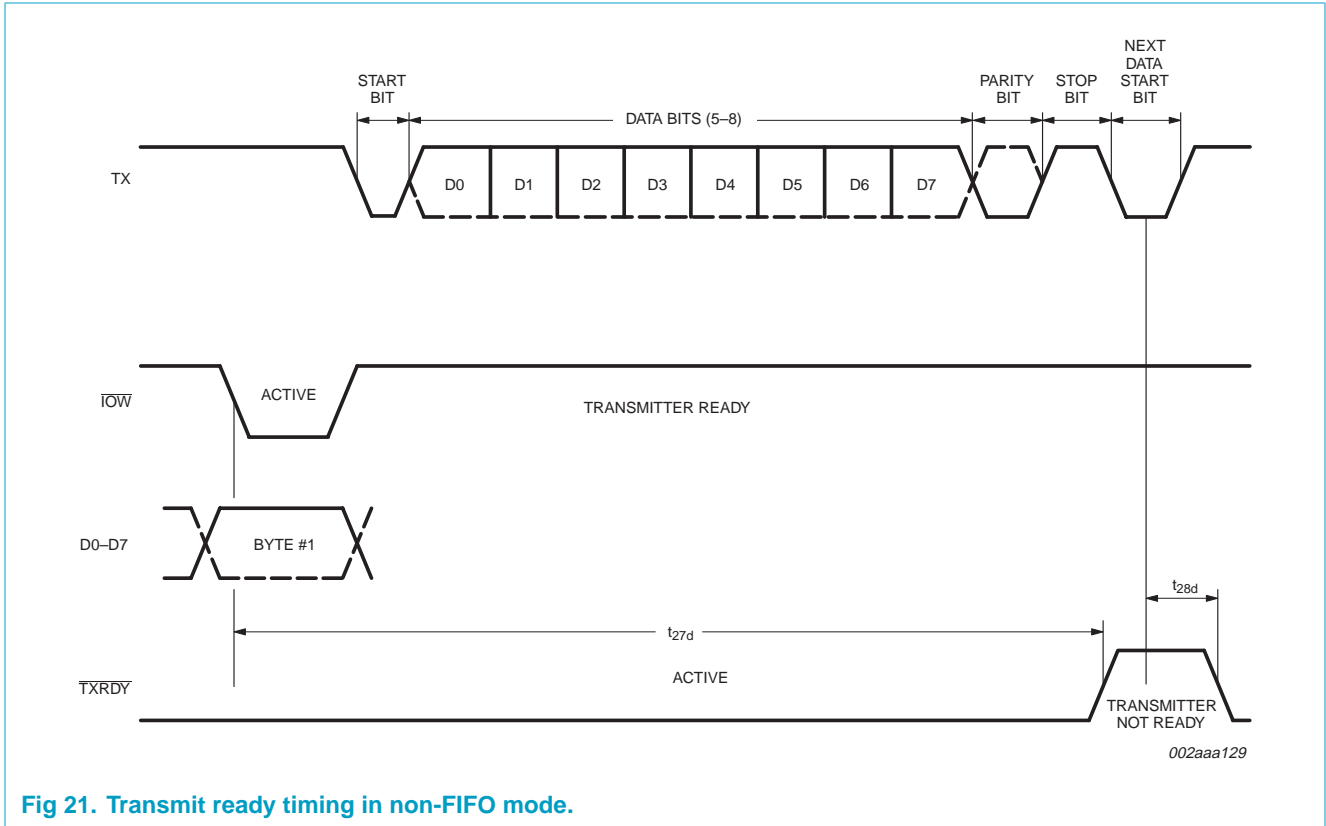 NEXT
DATA
START
BIT
START
BIT
PARITY
BIT
STOP
BIT
DATA BITS (5–8)
TX
D0 D1 D2 D3 D4 D5 D6 D7
IOW
ACTIVE
TRANSMITTER READY
D0–D7
BYTE #1
t28d
t27d
TXRDY
ACTIVE
TRANSMITTER
NOT READY
002aaa129
Fig 21. Transmit ready timing in non-FIFO mode.